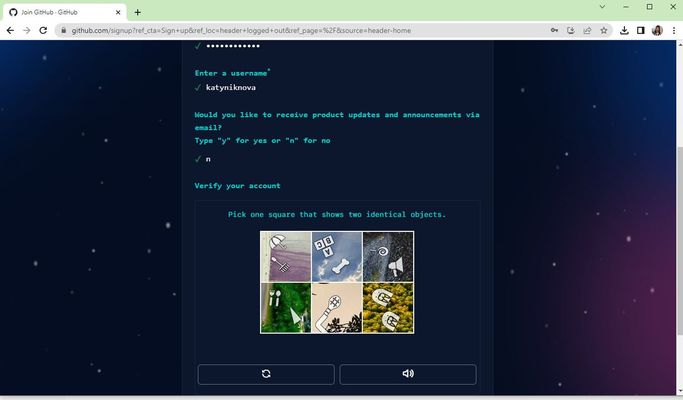 Join GitHub · GitHub
github.com/signup?ref_cta=Sign+up&ref_loc=header+logged+out&ref_page=%2F&source=header-home
Enter a username*
katyniknova
Would you like to receive product updates and announcements via
email?
Type "y" for yes or "n" for no
n
Verify your account
Pick one square that shows two identical objects.